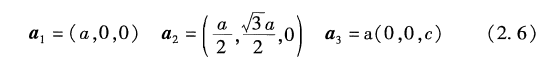 a₁ = (a,0,0)   a₂ = (a/2, √3a/2, 0)   a₃ = a(0,0,c)   (2.6)